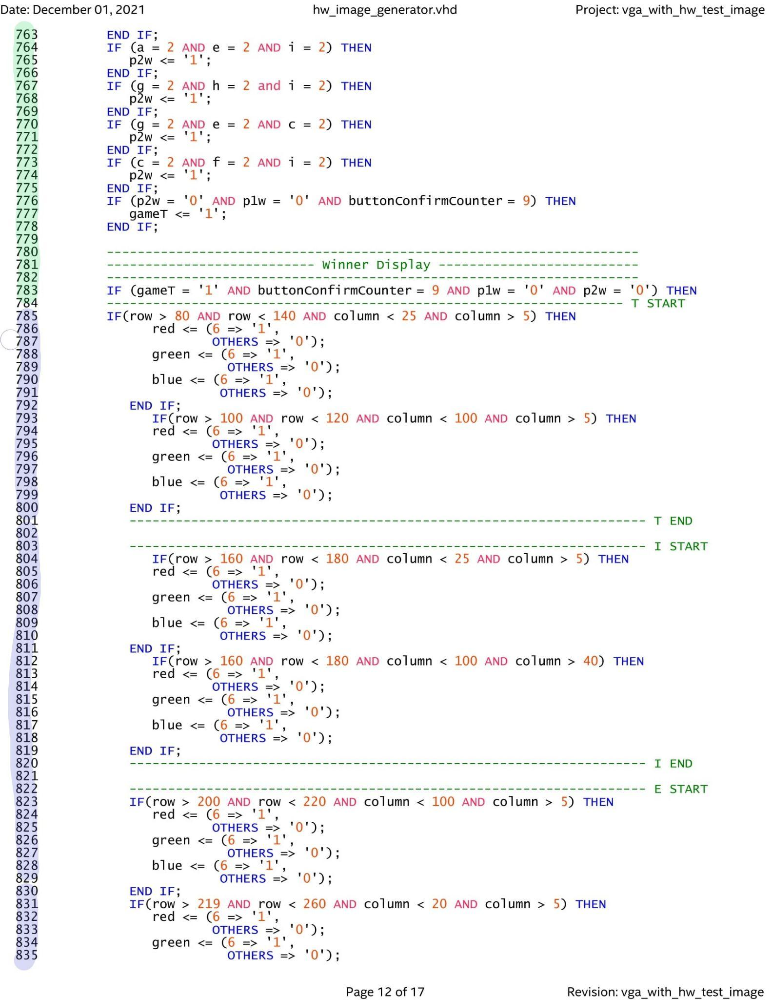 Date: December 01, 2021 hw_image_generator.vhd Project: vga_with_hw_test_image
763 END IF;
764 IF (a = 2 AND e = 2 AND i = 2) THEN
765 p2w <= '1';
766 END IF;
767 IF (g = 2 AND h = 2 and i = 2) THEN
768 p2w <= '1';
769 END IF;
770 IF (g = 2 AND e = 2 AND c = 2) THEN
771 p2w <= '1';
772 END IF;
773 IF (c = 2 AND f = 2 AND i = 2) THEN
774 p2w <= '1';
775 END IF;
776 IF (p2w = '0' AND p1w = '0' AND buttonConfirmCounter = 9) THEN
777 gameT <= '1';
778 END IF;
779
780 ----------------------------------------------------------------------
781 --------------------------- Winner Display --------------------------
782 ----------------------------------------------------------------------
783 IF (gameT = '1' AND buttonConfirmCounter = 9 AND p1w = '0' AND p2w = '0') THEN
784 -------------------------------------------------------------------- T START
785 IF(row > 80 AND row < 140 AND column < 25 AND column > 5) THEN
786 red <= (6 => '1',
787 OTHERS => '0');
788 green <= (6 => '1',
789 OTHERS => '0');
790 blue <= (6 => '1',
791 OTHERS => '0');
792 END IF;
793 IF(row > 100 AND row < 120 AND column < 100 AND column > 5) THEN
794 red <= (6 => '1',
795 OTHERS => '0');
796 green <= (6 => '1',
797 OTHERS => '0');
798 blue <= (6 => '1',
799 OTHERS => '0');
800 END IF;
801 -------------------------------------------------------------------- T END
802
803 -------------------------------------------------------------------- I START
804 IF(row > 160 AND row < 180 AND column < 25 AND column > 5) THEN
805 red <= (6 => '1',
806 OTHERS => '0');
807 green <= (6 => '1',
808 OTHERS => '0');
809 blue <= (6 => '1',
810 OTHERS => '0');
811 END IF;
812 IF(row > 160 AND row < 180 AND column < 100 AND column > 40) THEN
813 red <= (6 => '1',
814 OTHERS => '0');
815 green <= (6 => '1',
816 OTHERS => '0');
817 blue <= (6 => '1',
818 OTHERS => '0');
819 END IF;
820 -------------------------------------------------------------------- I END
821
822 -------------------------------------------------------------------- E START
823 IF(row > 200 AND row < 220 AND column < 100 AND column > 5) THEN
824 red <= (6 => '1',
825 OTHERS => '0');
826 green <= (6 => '1',
827 OTHERS => '0');
828 blue <= (6 => '1',
829 OTHERS => '0');
830 END IF;
831 IF(row > 219 AND row < 260 AND column < 20 AND column > 5) THEN
832 red <= (6 => '1',
833 OTHERS => '0');
834 green <= (6 => '1',
835 OTHERS => '0');
Page 12 of 17 Revision: vga_with_hw_test_image